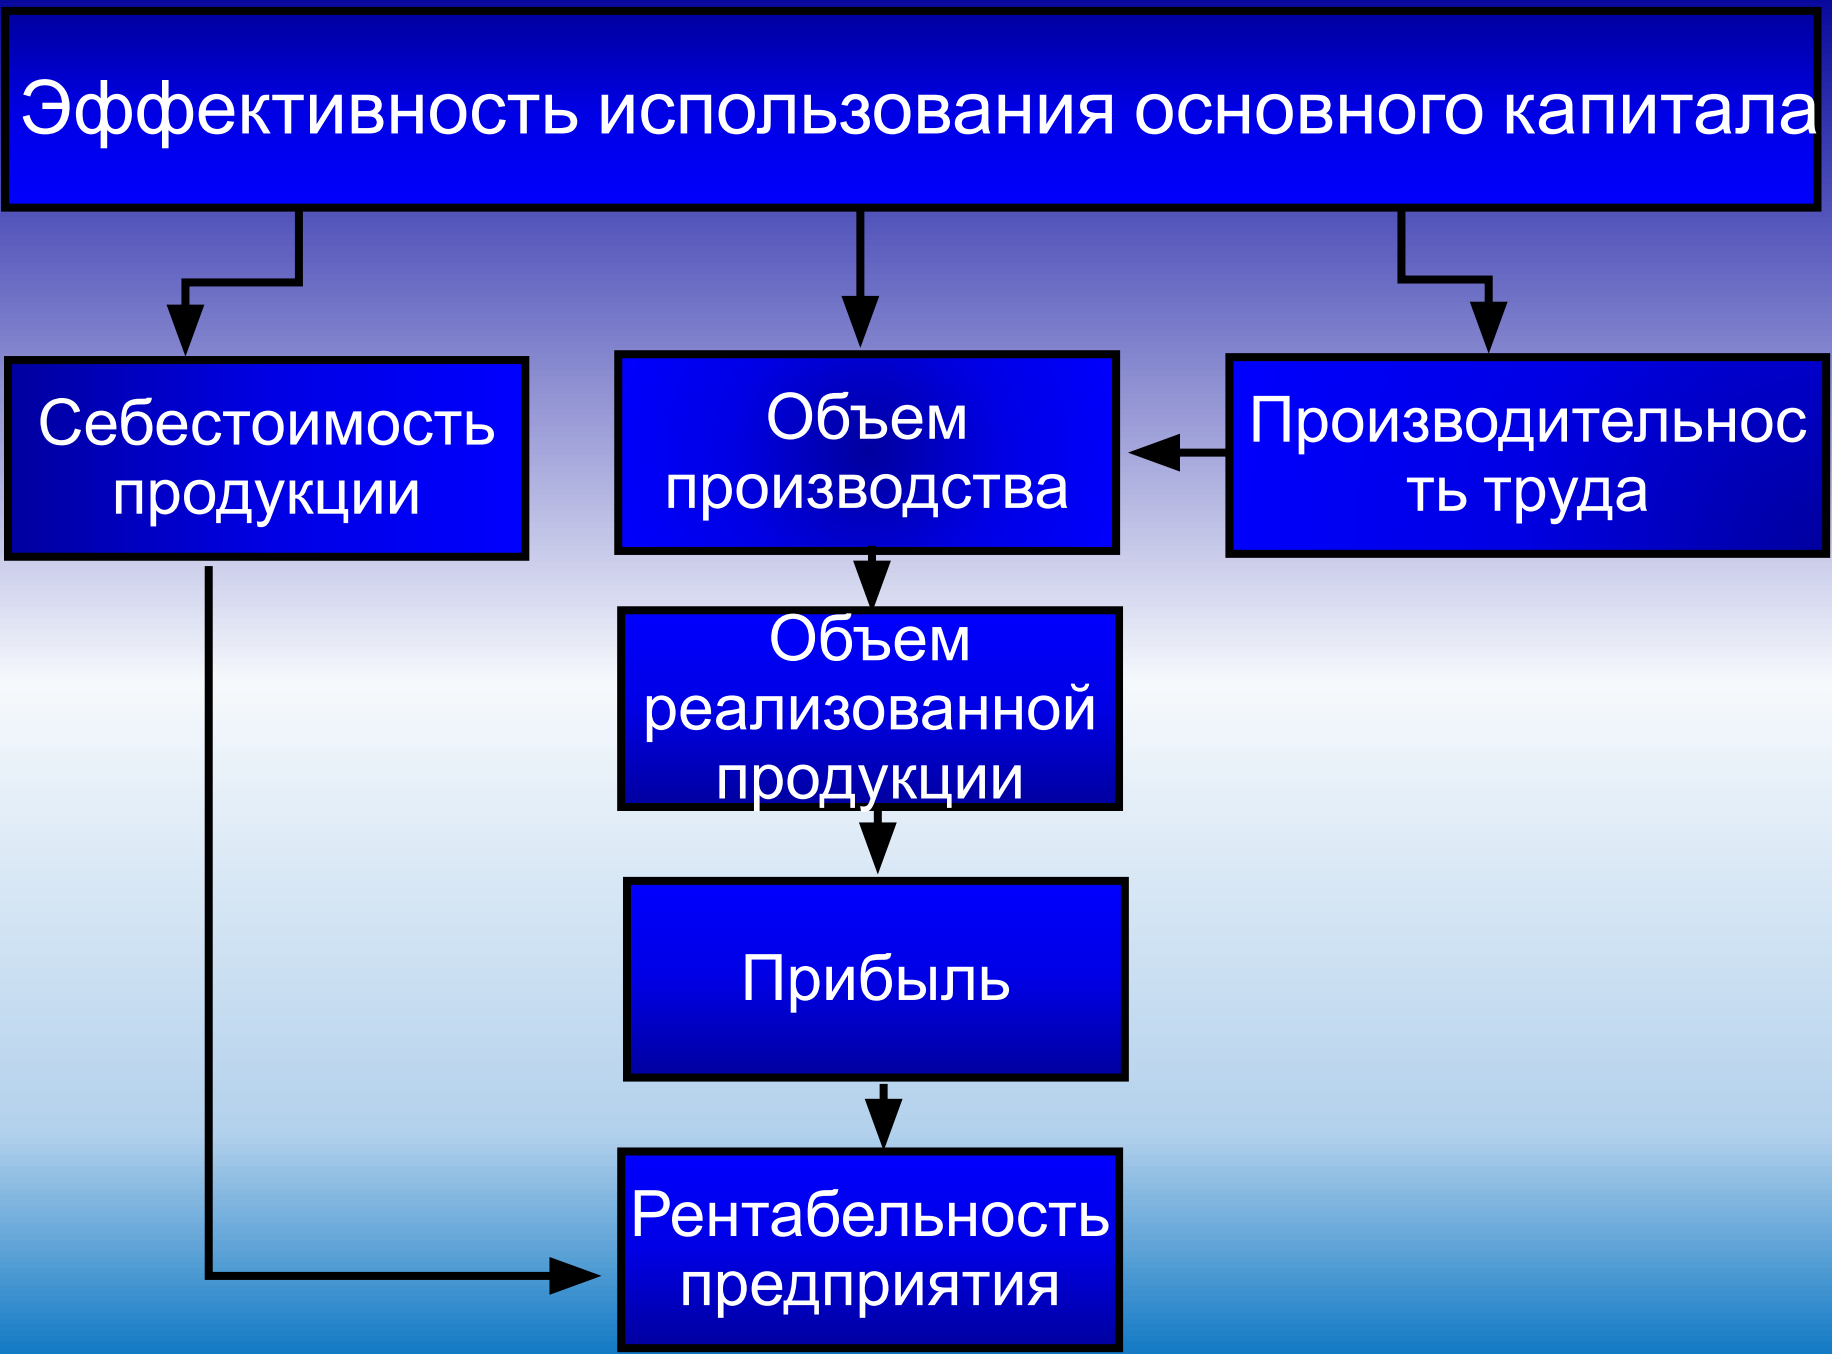 Эффективность использования основного капитала
Себестоимость
продукции
Объем
производства
Производительнос
ть труда
Объем
реализованной
продукции
Прибыль
Рентабельность
предприятия